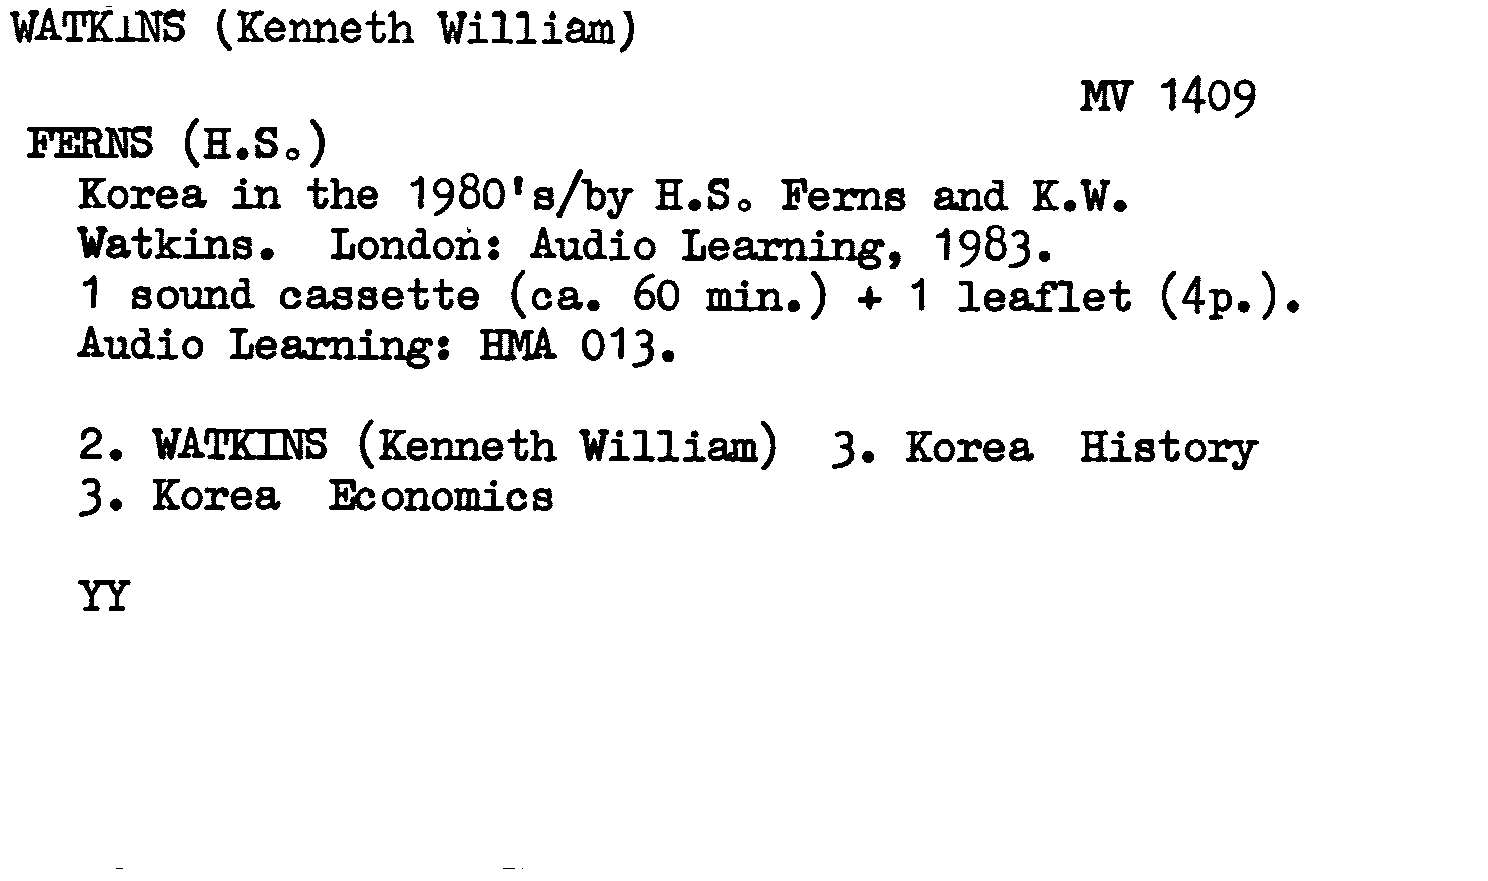 WATKINS (Kenneth William)
MV 1409
FERNS (H.S.)
Korea in the 1980's/by H.S. Ferns and K.W.
Watkins. London: Audio Learning, 1983.
1 sound cassette (ca. 60 min.) + 1 leaflet (4p.).
Audio Learning: HMA 013.
2. WATKINS (Kenneth William) 3. Korea History
3. Korea Economics
YY